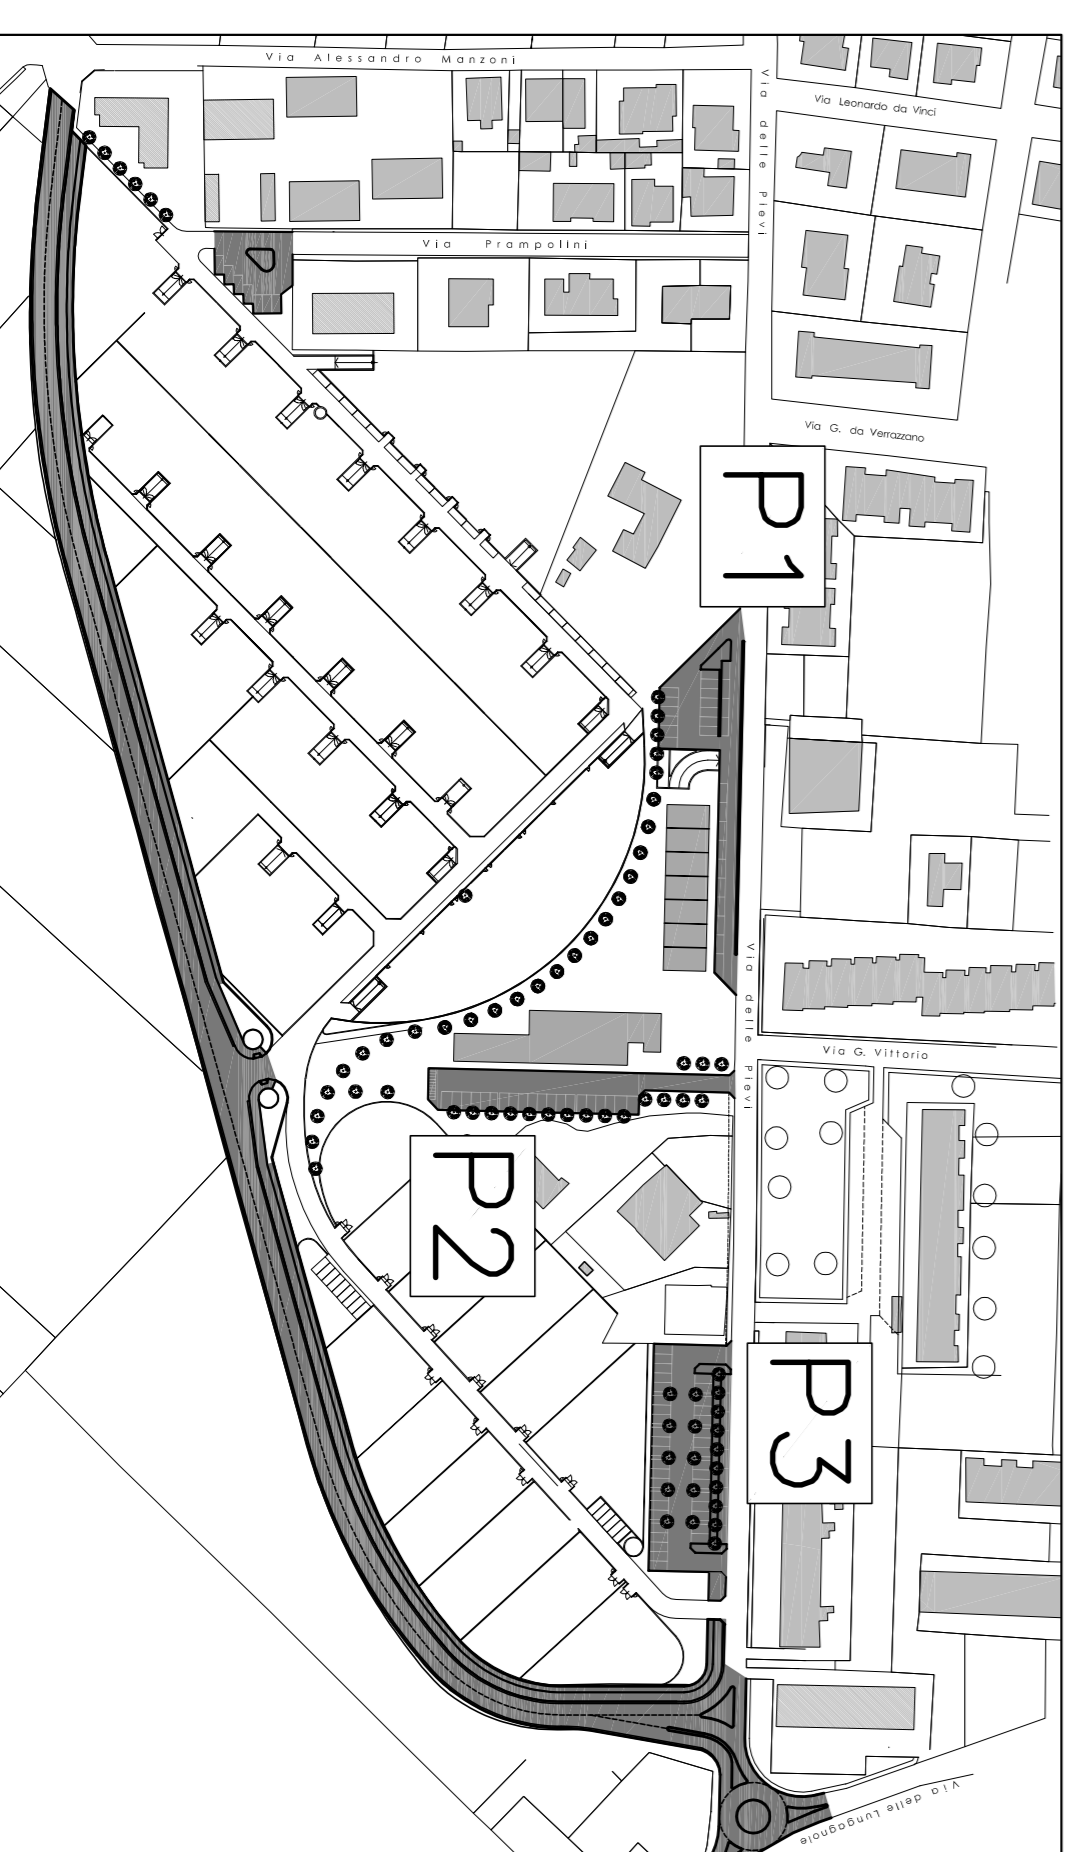 Via Alessandro Manzoni
Via delle Pievi
Via Leonardo da Vinci
Via Prampolini
Via G. da Verrazzano
P1
Via delle Pievi
Via G. Vittorio
P2
P3
Via delle Lungagnole